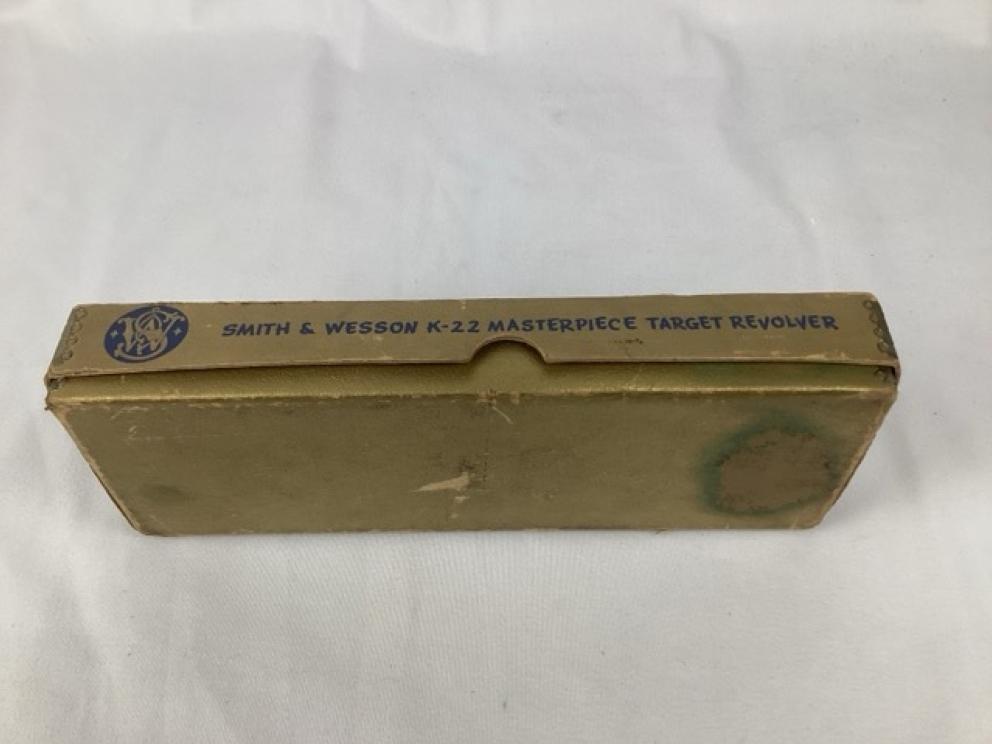 SMITH & WESSON K-22 MASTERPIECE TARGET REVOLVER